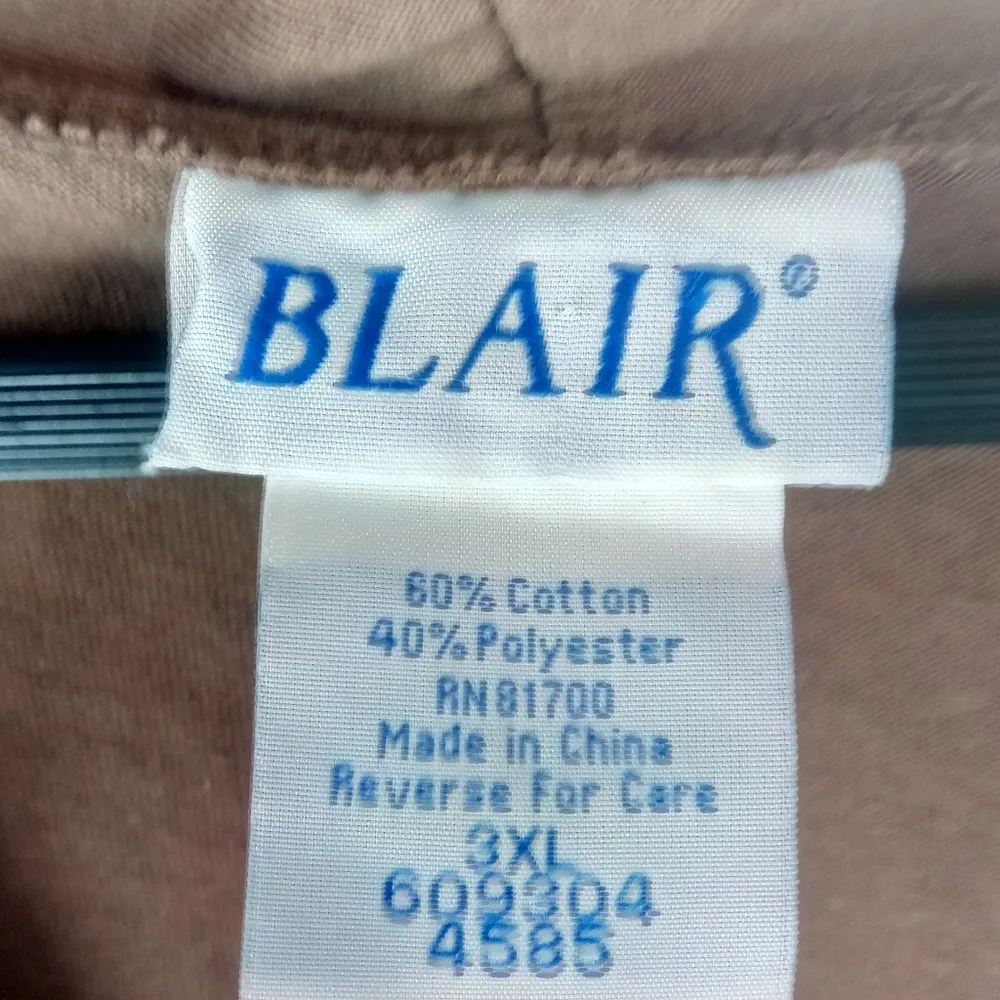 BLAIR®
60% Cotton
40% Polyester
RN 81700
Made in China
Reverse For Care
3XL
609304
4585